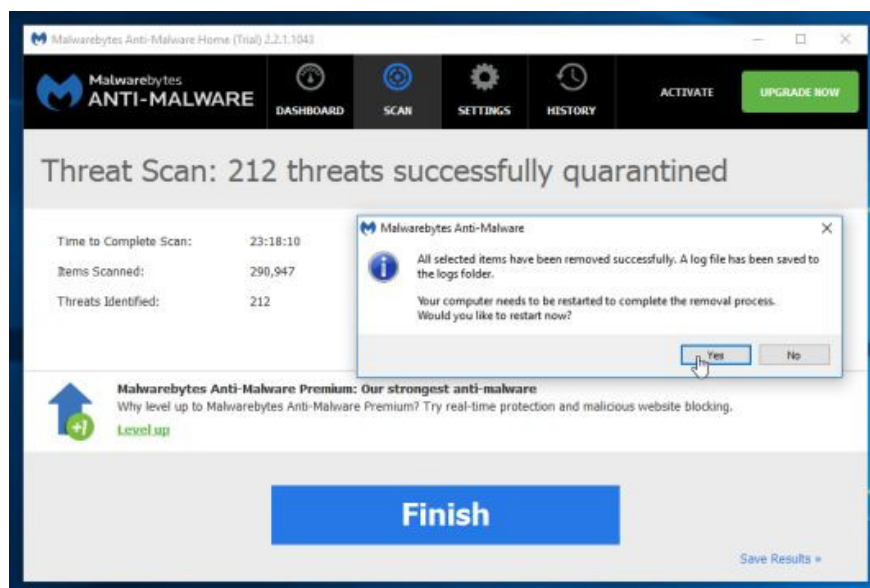 Malwarebytes Anti-Malware Home (Trial) 2.2.1.1043
Malwarebytes
ANTI-MALWARE
DASHBOARD
SCAN
SETTINGS
HISTORY
ACTIVATE
UPGRADE NOW
Threat Scan: 212 threats successfully quarantined
Time to Complete Scan: 23:18:10
Items Scanned: 290,947
Threats Identified: 212
Malwarebytes Anti-Malware
All selected items have been removed successfully. A log file has been saved to
the logs folder.
Your computer needs to be restarted to complete the removal process.
Would you like to restart now?
Yes
No
Malwarebytes Anti-Malware Premium: Our strongest anti-malware
Why level up to Malwarebytes Anti-Malware Premium? Try real-time protection and malicious website blocking.
+1
Level up
Finish
Save Results »